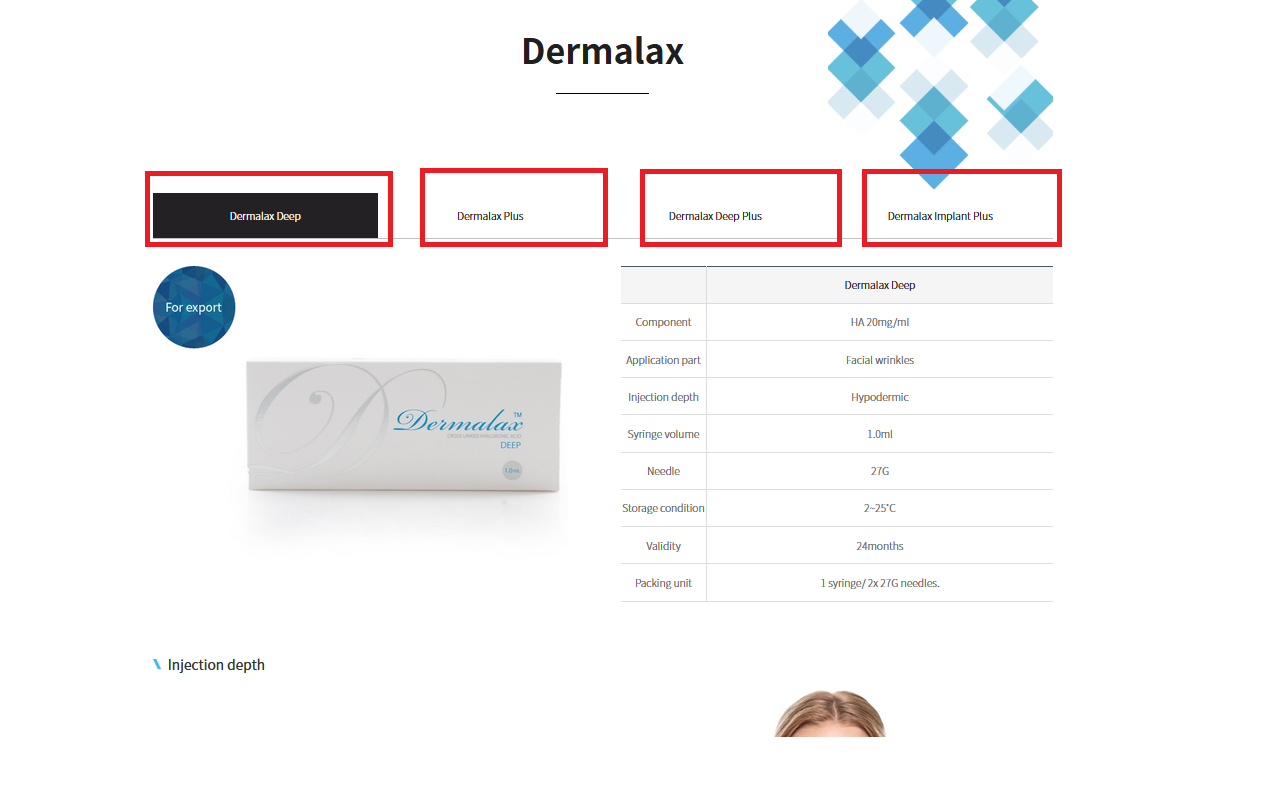 Dermalax
Dermalax Deep
Dermalax Plus
Dermalax Deep Plus
Dermalax Implant Plus
For export
Dermalax™
CROSS LINKED HYALURONIC ACID
DEEP
1.0mL
Dermalax Deep
Component HA 20mg/ml
Application part Facial wrinkles
Injection depth Hypodermic
Syringe volume 1.0ml
Needle 27G
Storage condition 2~25°C
Validity 24months
Packing unit 1 syringe/ 2x 27G needles.
Injection depth